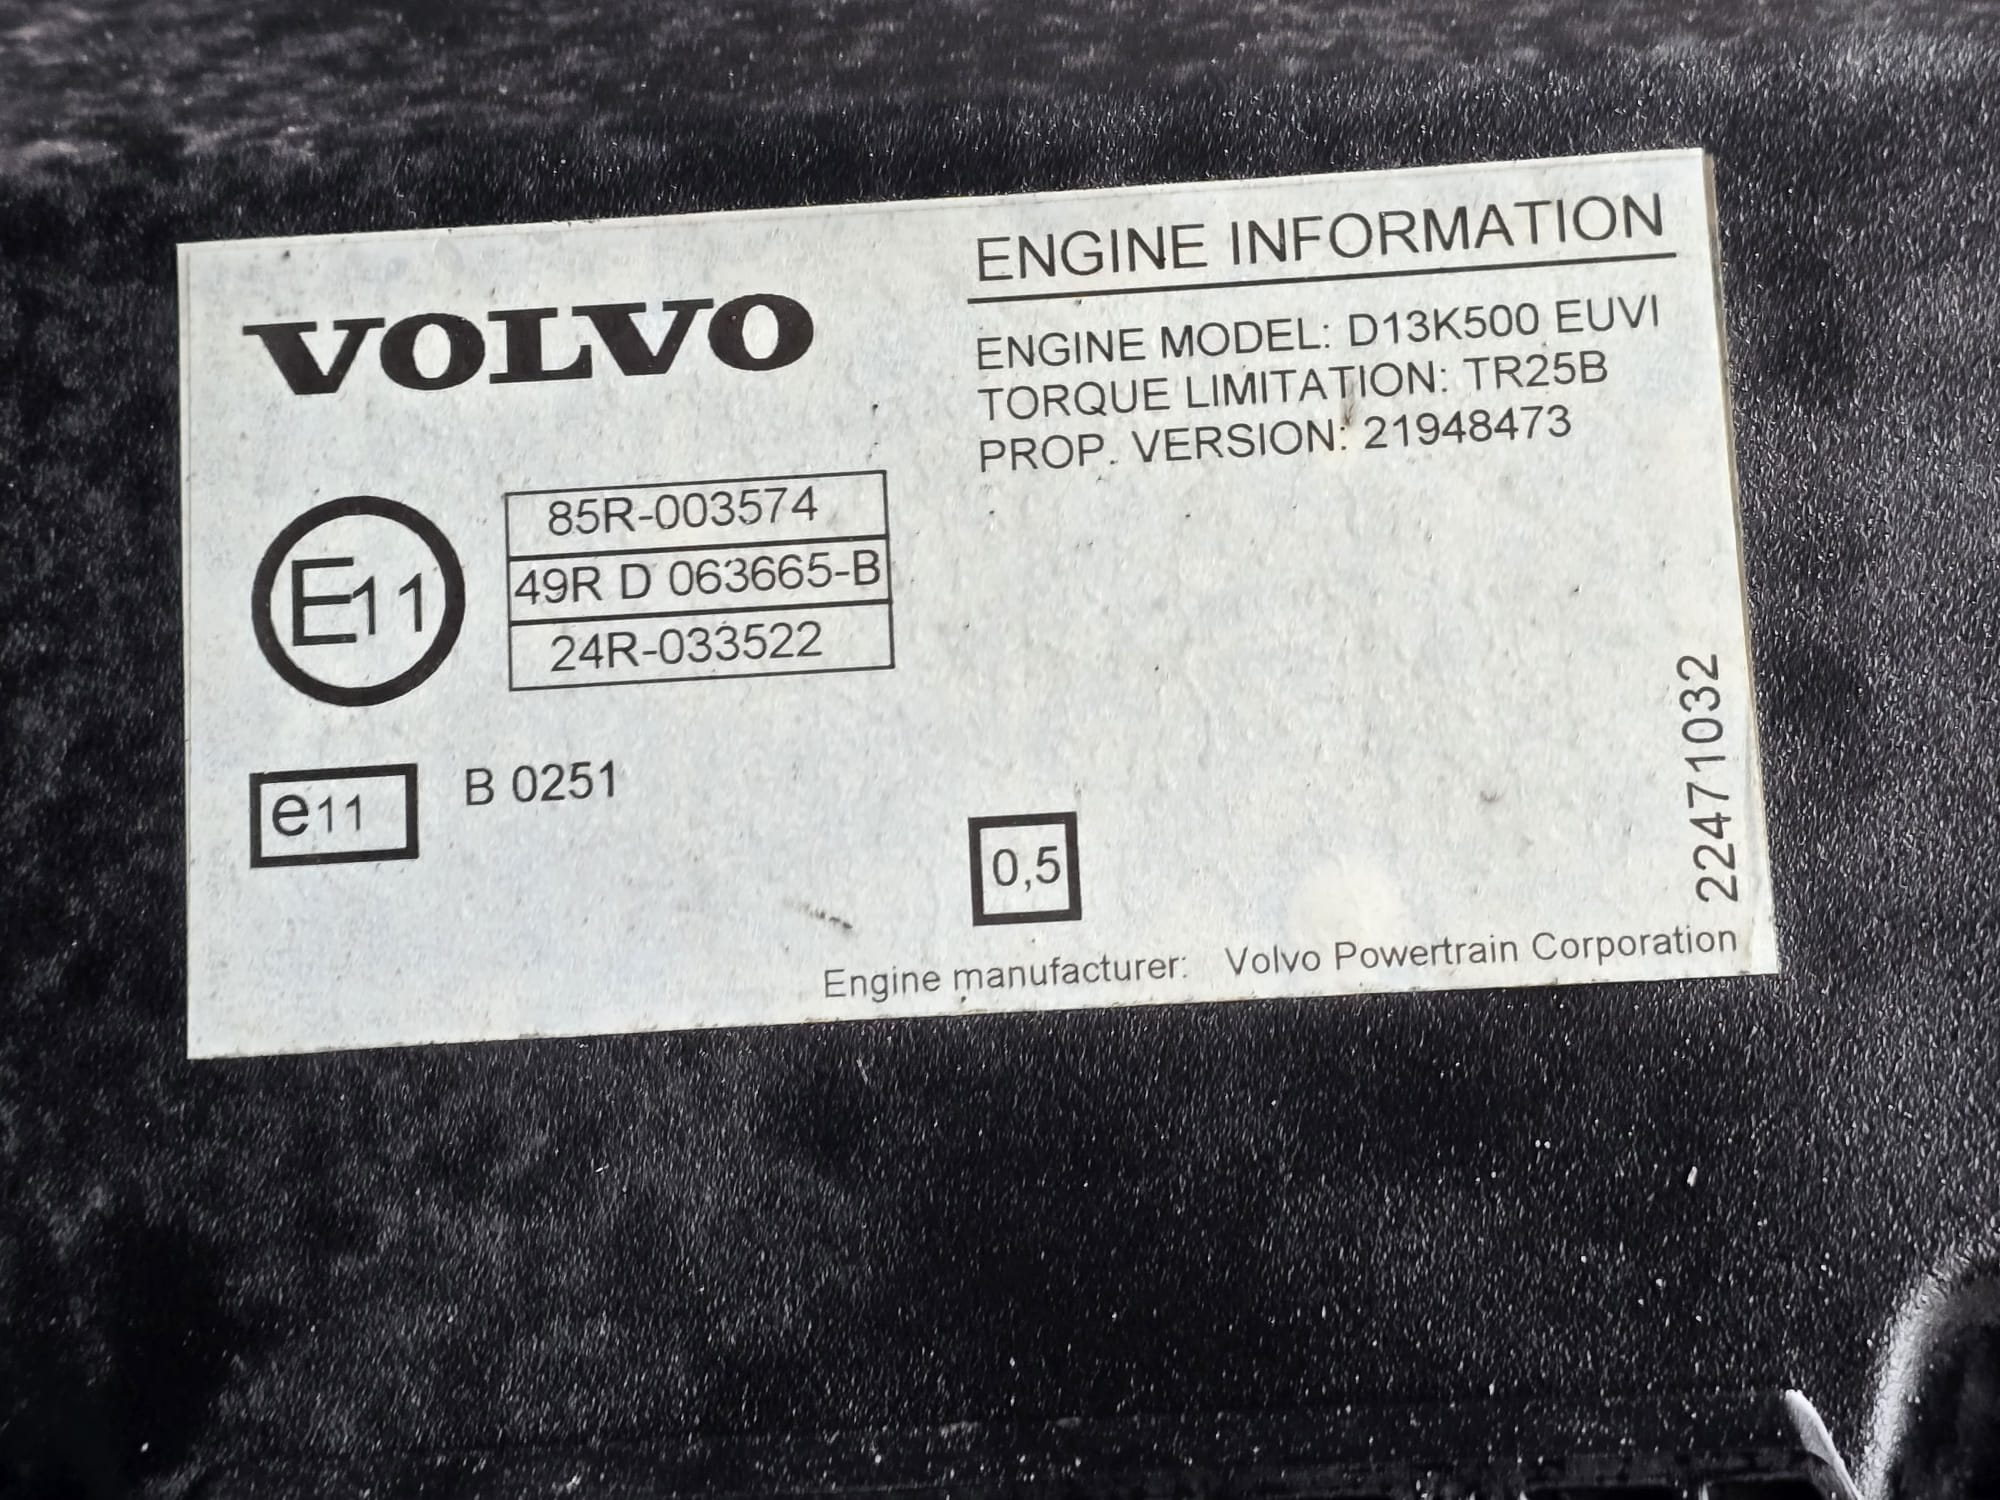 VOLVO
ENGINE INFORMATION
ENGINE MODEL: D13K500 EUVI
TORQUE LIMITATION: TR25B
PROP. VERSION: 21948473
E11
85R-003574
49R D 063665-B
24R-033522
e11
B 0251
0,5
22471032
Engine manufacturer: Volvo Powertrain Corporation